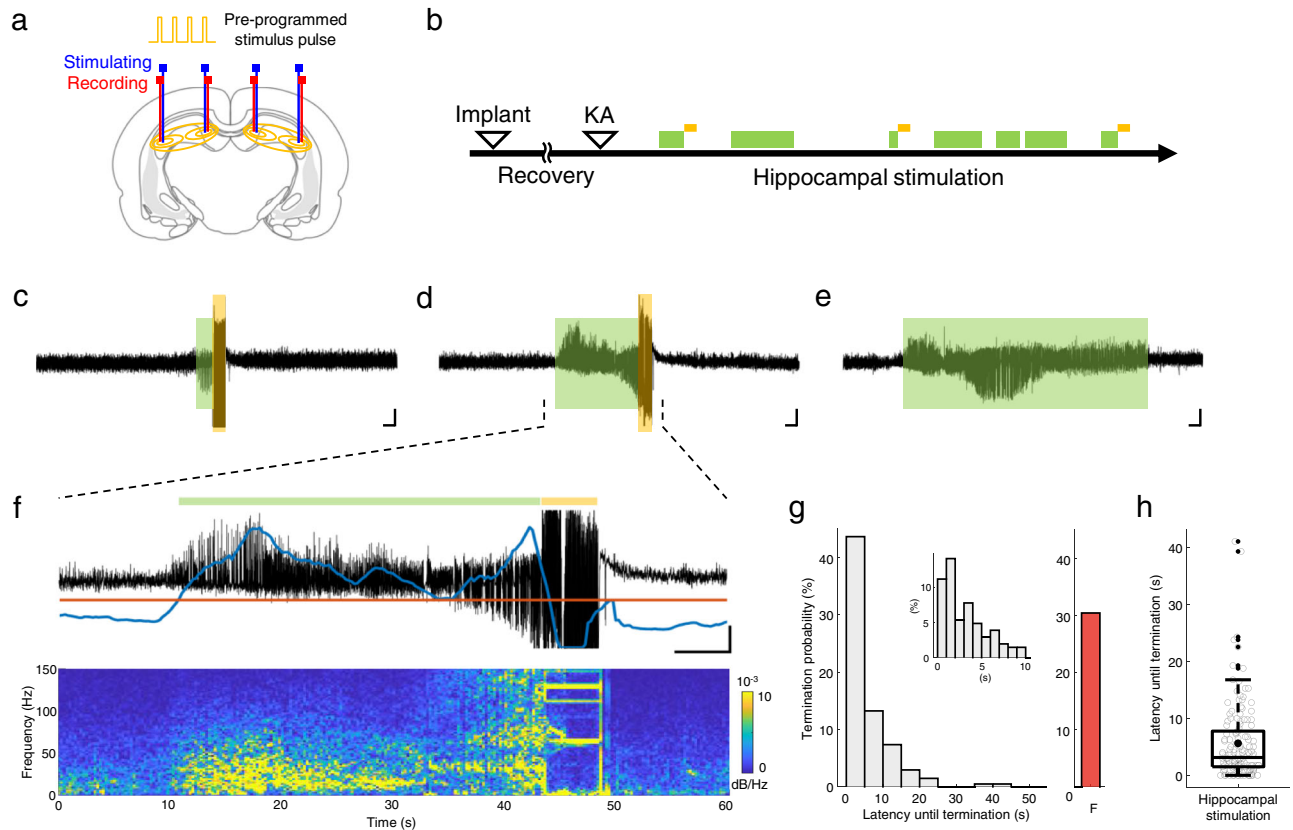 a
Pre-programmed
stimulus pulse
Stimulating
Recording
b
Implant
KA
Recovery
Hippocampal stimulation
c
d
e
f
150
100
50
0
Frequency (Hz)
0
10
20
30
40
50
60
Time (s)
10-3
10
0
dB/Hz
g
Termination probability (%)
40
30
20
10
0
0
10
20
30
40
50
Latency until termination (s)
(%)
10
5
0
0
5
10
(s)
40
30
20
10
0
F
h
Latency until termination (s)
40
30
20
10
0
Hippocampal
stimulation